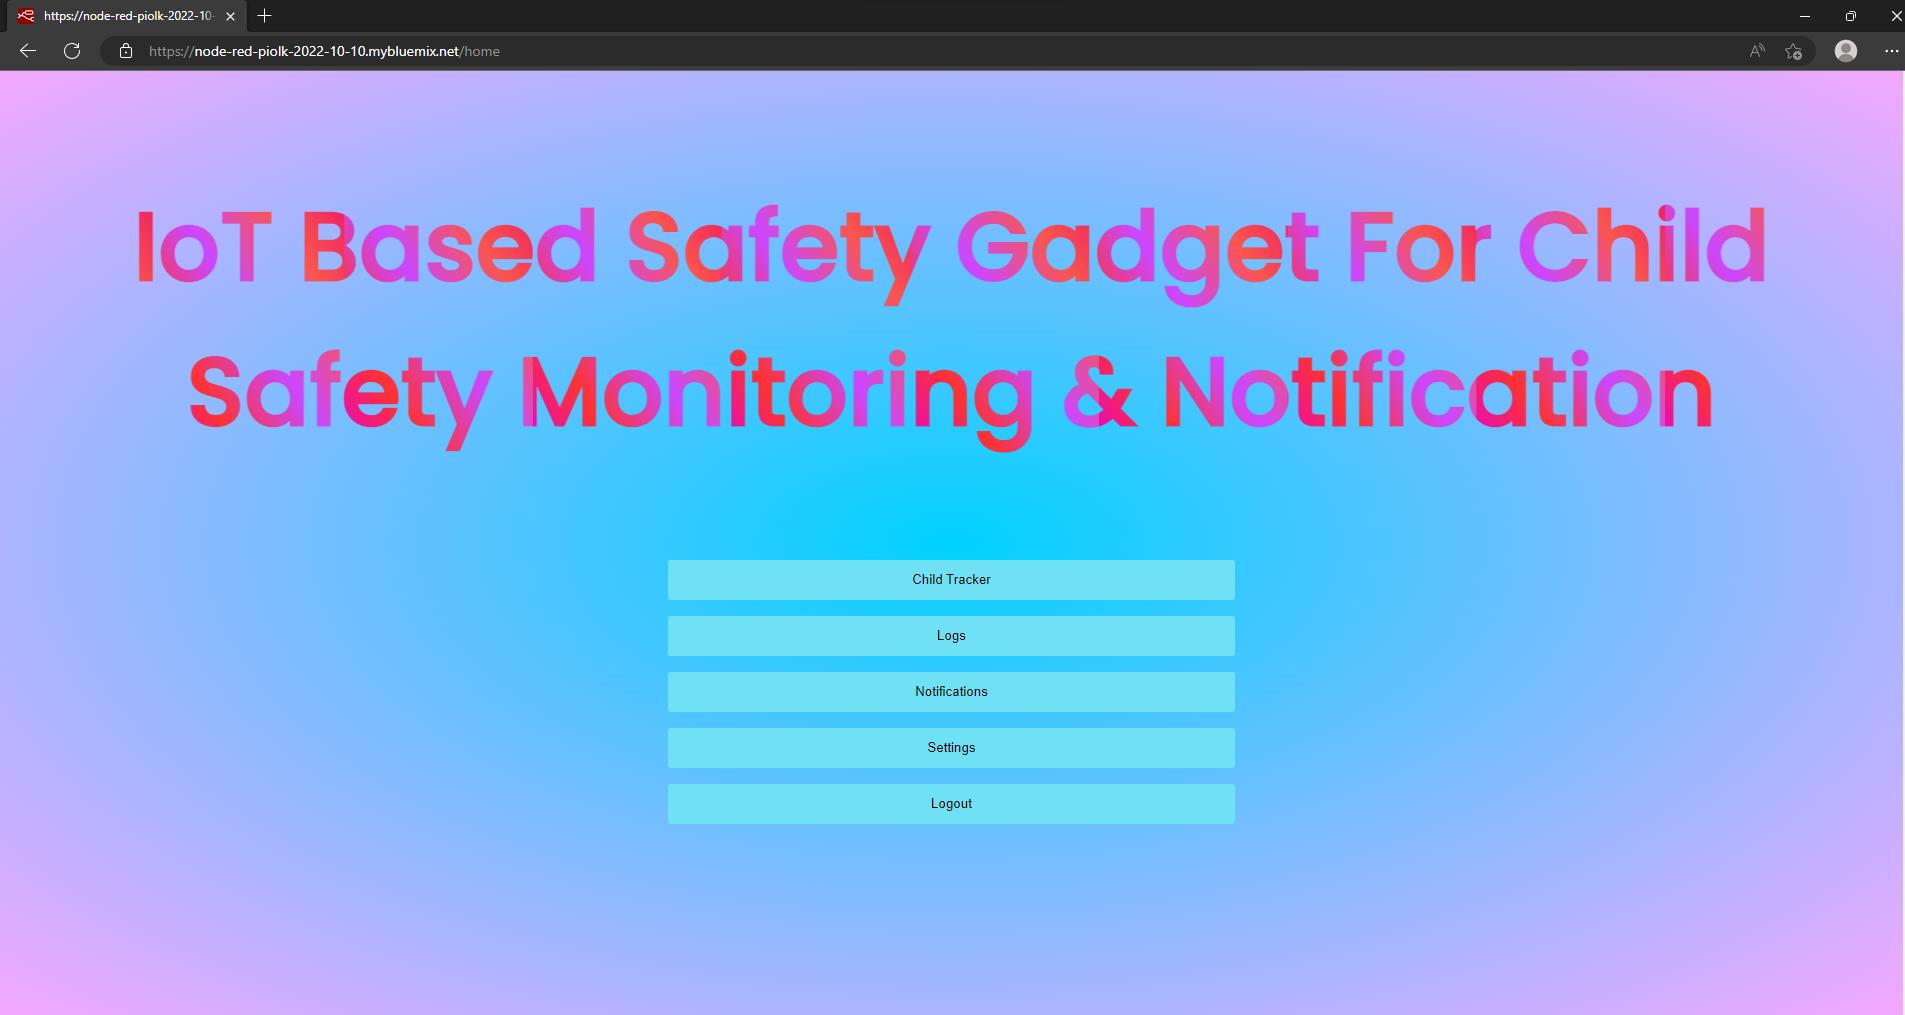 https://node-red-piolk-2022-10-
https://node-red-piolk-2022-10-10.mybluemix.net/home
IoT Based Safety Gadget For Child
Safety Monitoring & Notification
Child Tracker
Logs
Notifications
Settings
Logout